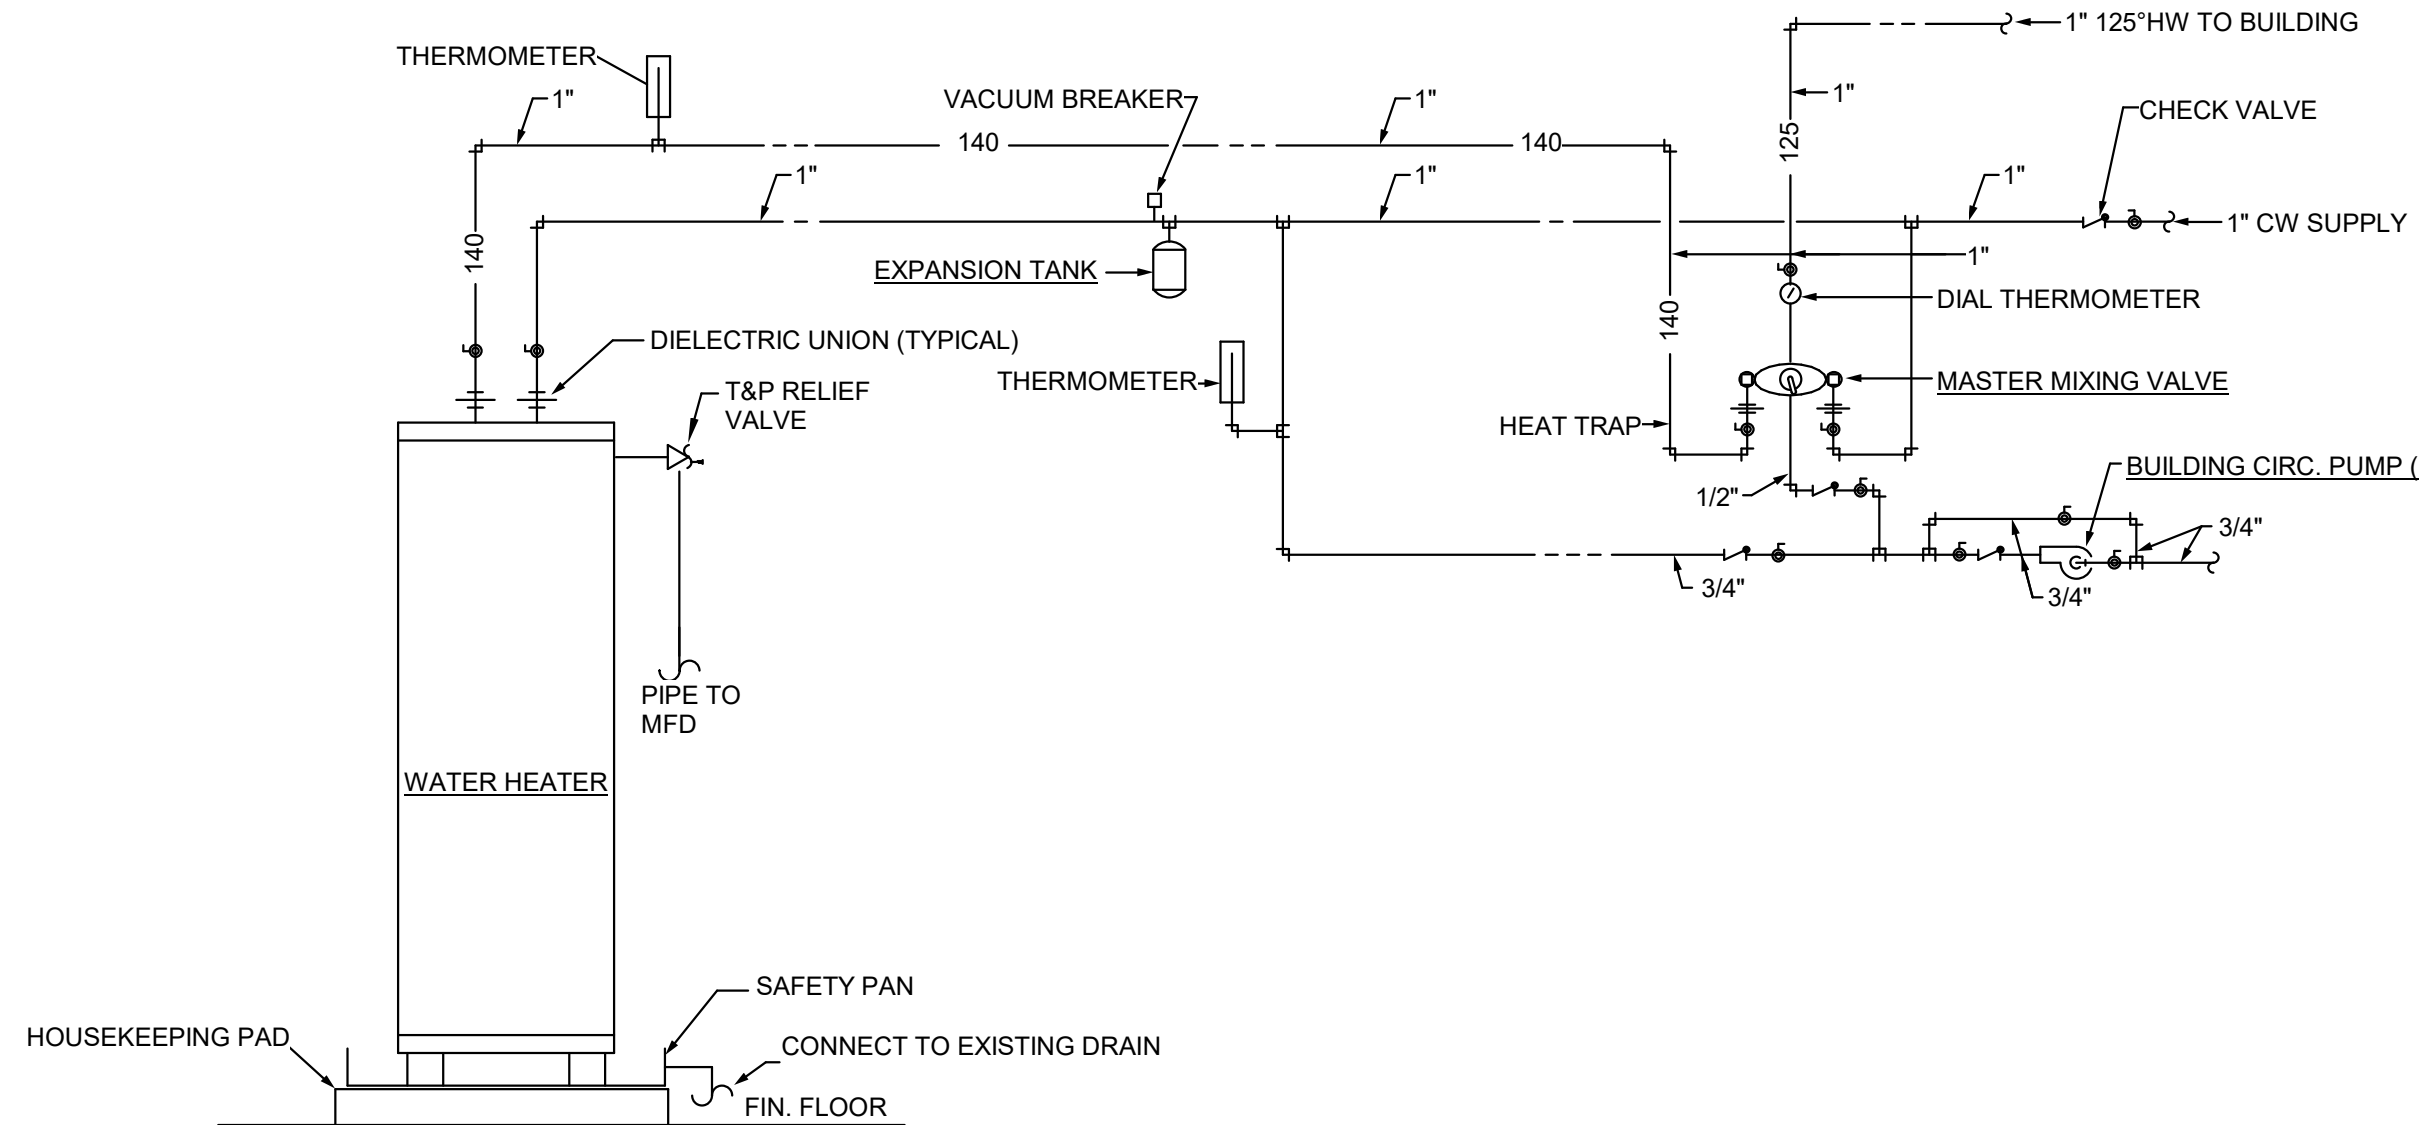 1" 125°HW TO BUILDING
THERMOMETER
1"
VACUUM BREAKER
1"
1"
CHECK VALVE
140
140
125
1"
1"
1"
1" CW SUPPLY
140
1"
EXPANSION TANK
DIAL THERMOMETER
140
DIELECTRIC UNION (TYPICAL)
THERMOMETER
MASTER MIXING VALVE
T&P RELIEF
VALVE
HEAT TRAP
BUILDING CIRC. PUMP (
1/2"
3/4"
3/4"
3/4"
PIPE TO
MFD
WATER HEATER
SAFETY PAN
HOUSEKEEPING PAD
CONNECT TO EXISTING DRAIN
FIN. FLOOR